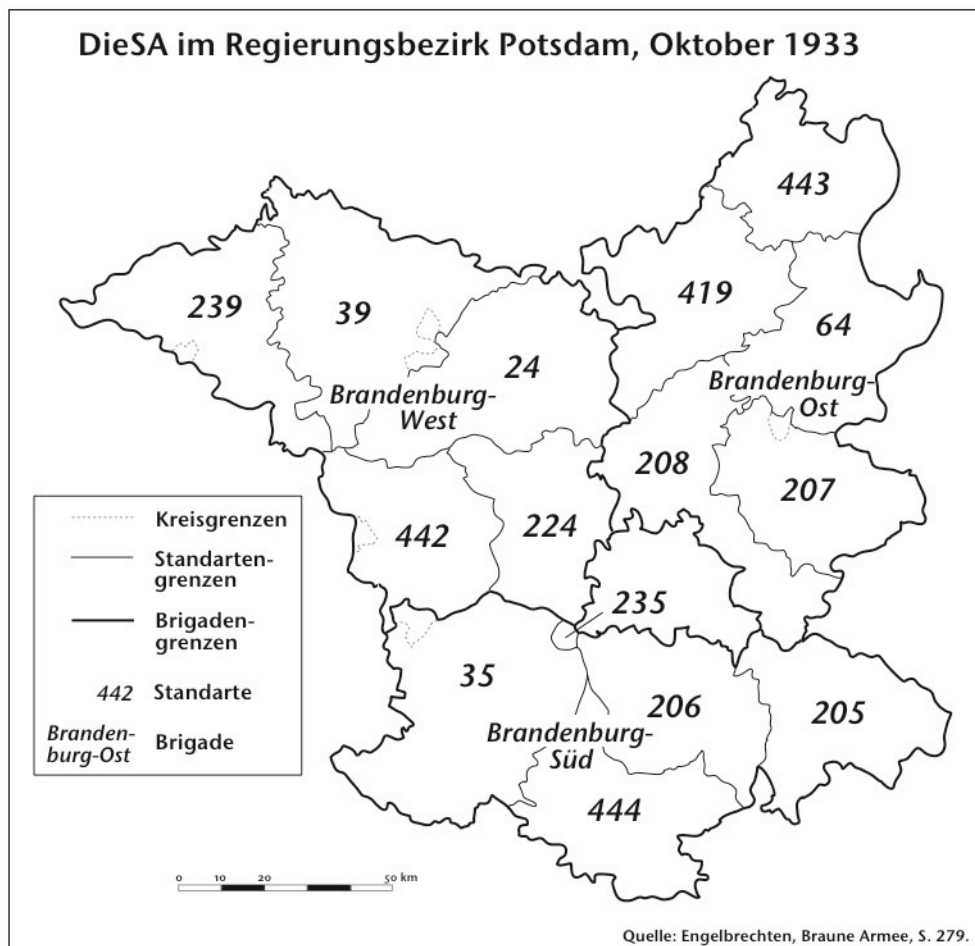 DieSA im Regierungsbezirk Potsdam, Oktober 1933
443
239
39
419
64
24
Brandenburg-
West
Brandenburg-
Ost
208
207
442
224
235
35
206
205
Brandenburg-
Süd
444
Kreisgrenzen
Standarten-
grenzen
Brigaden-
grenzen
442 Standarte
Branden-
burg-Ost Brigade
0 10 20 50 km
Quelle: Engelbrechten, Braune Armee, S. 279.